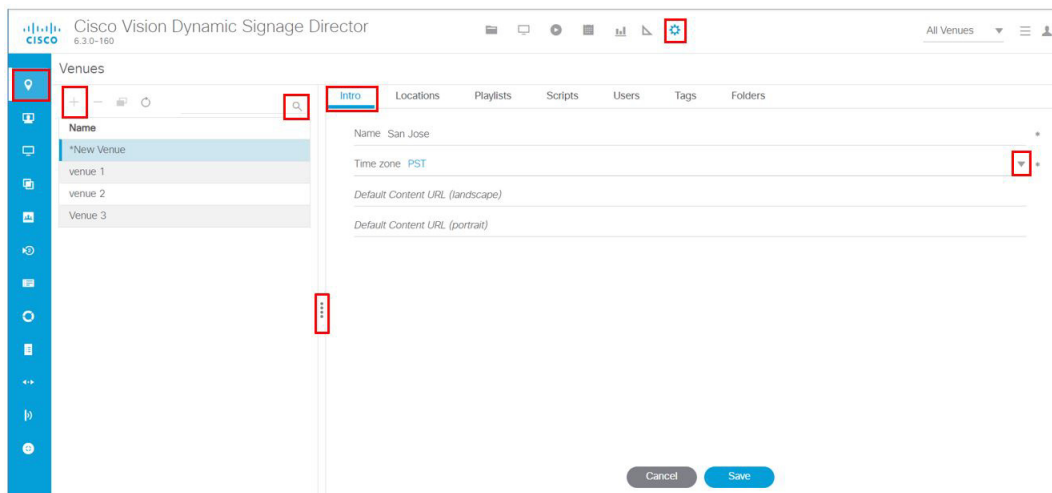 CISCO
Cisco Vision Dynamic Signage Director
6.3.0-160
All Venues
Venues
Intro Locations Playlists Scripts Users Tags Folders
Name
*New Venue
venue 1
venue 2
Venue 3
Name San Jose
Time zone PST
Default Content URL (landscape)
Default Content URL (portrait)
Cancel Save